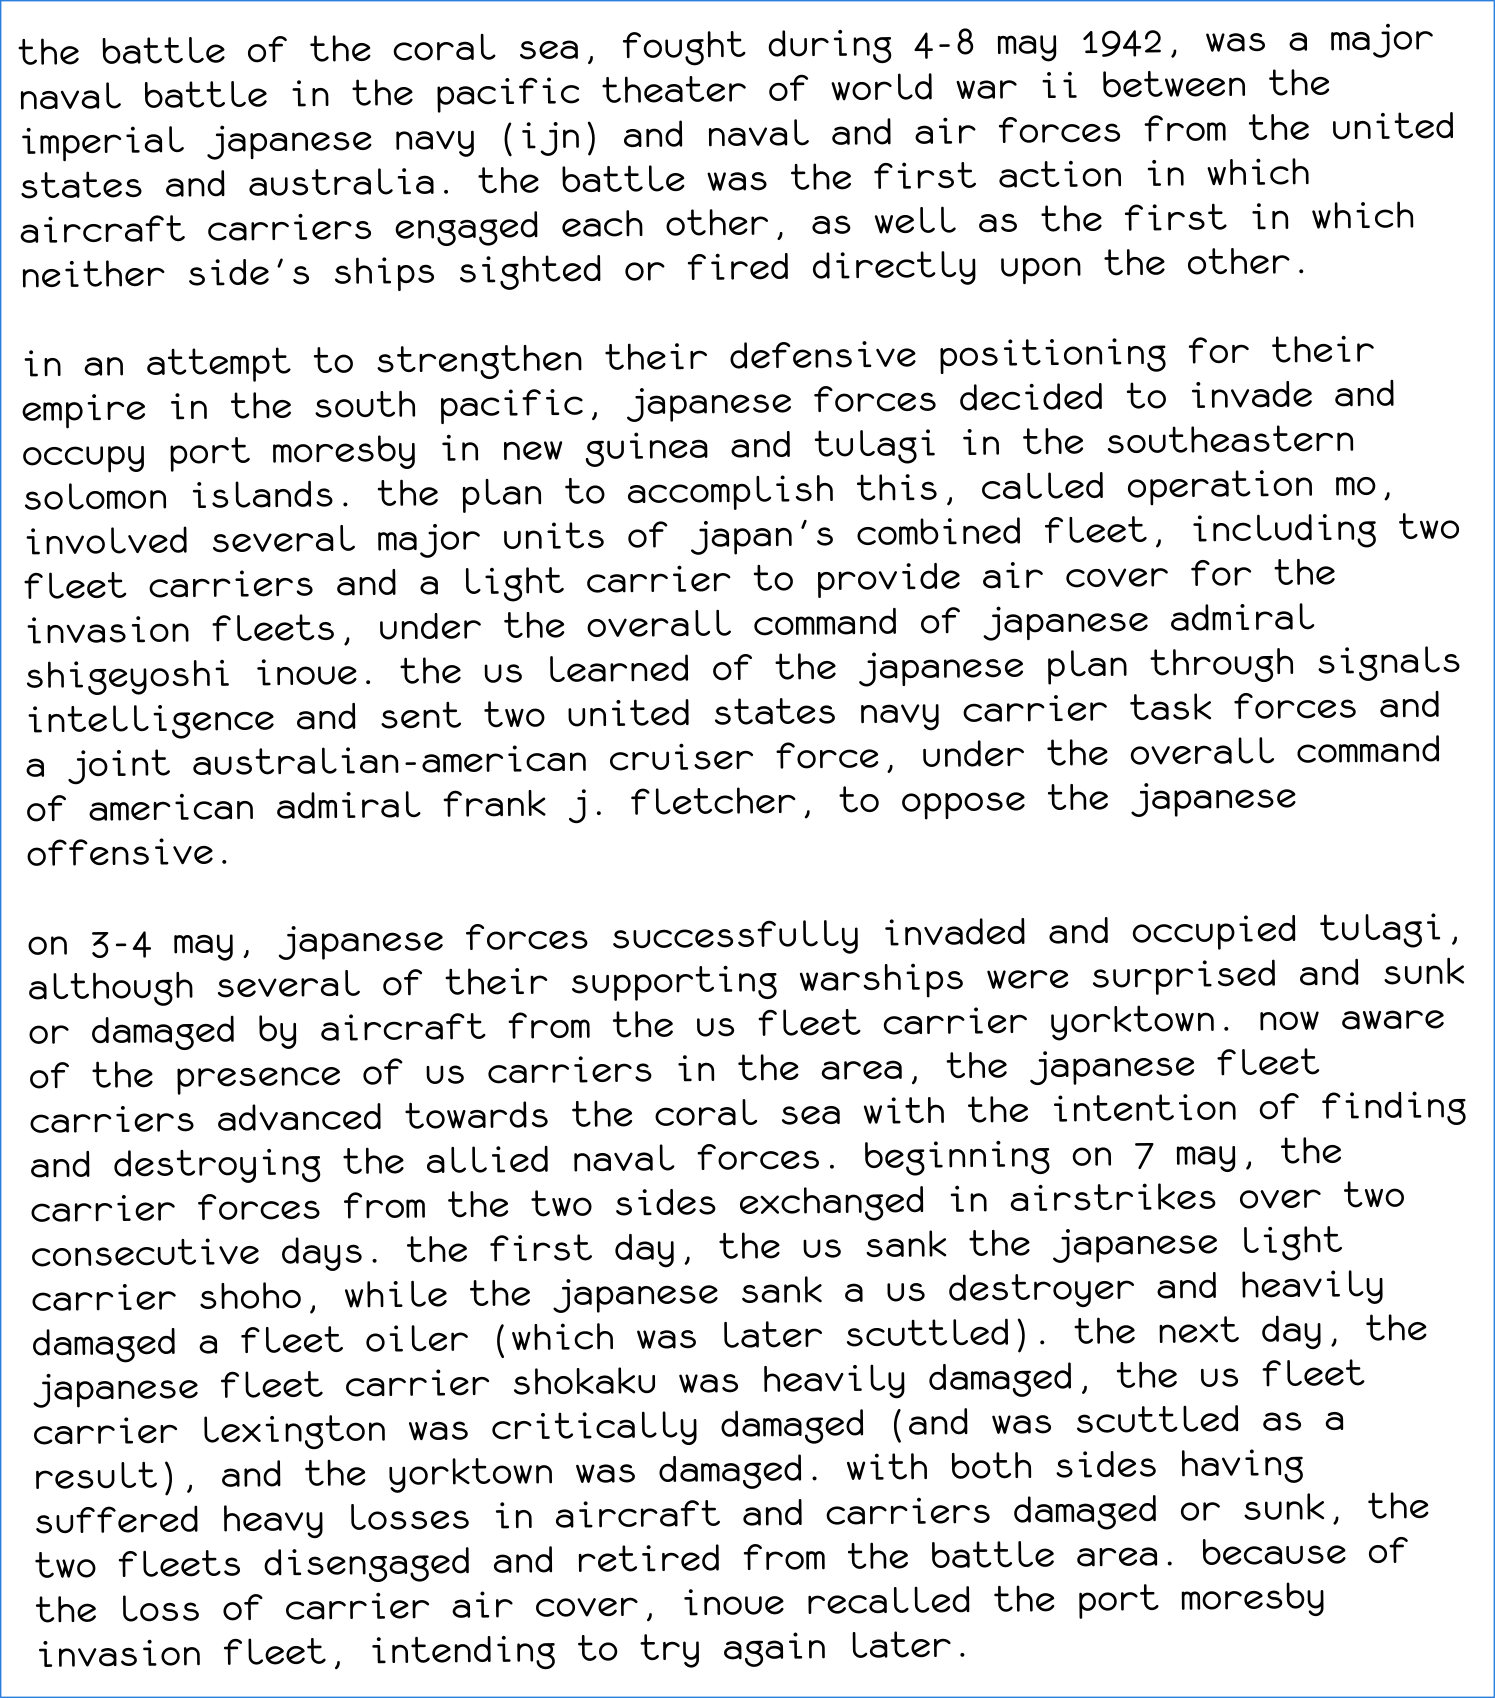 the battle of the coral sea, fought during 4-8 may 1942, was a major
naval battle in the pacific theater of world war ii between the
imperial japanese navy (ijn) and naval and air forces from the united
states and australia. the battle was the first action in which
aircraft carriers engaged each other, as well as the first in which
neither side's ships sighted or fired directly upon the other.

in an attempt to strengthen their defensive positioning for their
empire in the south pacific, japanese forces decided to invade and
occupy port moresby in new guinea and tulagi in the southeastern
solomon islands. the plan to accomplish this, called operation mo,
involved several major units of japan's combined fleet, including two
fleet carriers and a light carrier to provide air cover for the
invasion fleets, under the overall command of japanese admiral
shigeyoshi inoue. the us learned of the japanese plan through signals
intelligence and sent two united states navy carrier task forces and
a joint australian-american cruiser force, under the overall command
of american admiral frank j. fletcher, to oppose the japanese
offensive.

on 3-4 may, japanese forces successfully invaded and occupied tulagi,
although several of their supporting warships were surprised and sunk
or damaged by aircraft from the us fleet carrier yorktown. now aware
of the presence of us carriers in the area, the japanese fleet
carriers advanced towards the coral sea with the intention of finding
and destroying the allied naval forces. beginning on 7 may, the
carrier forces from the two sides exchanged in airstrikes over two
consecutive days. the first day, the us sank the japanese light
carrier shoho, while the japanese sank a us destroyer and heavily
damaged a fleet oiler (which was later scuttled). the next day, the
japanese fleet carrier shokaku was heavily damaged, the us fleet
carrier lexington was critically damaged (and was scuttled as a
result), and the yorktown was damaged. with both sides having
suffered heavy losses in aircraft and carriers damaged or sunk, the
two fleets disengaged and retired from the battle area. because of
the loss of carrier air cover, inoue recalled the port moresby
invasion fleet, intending to try again later.